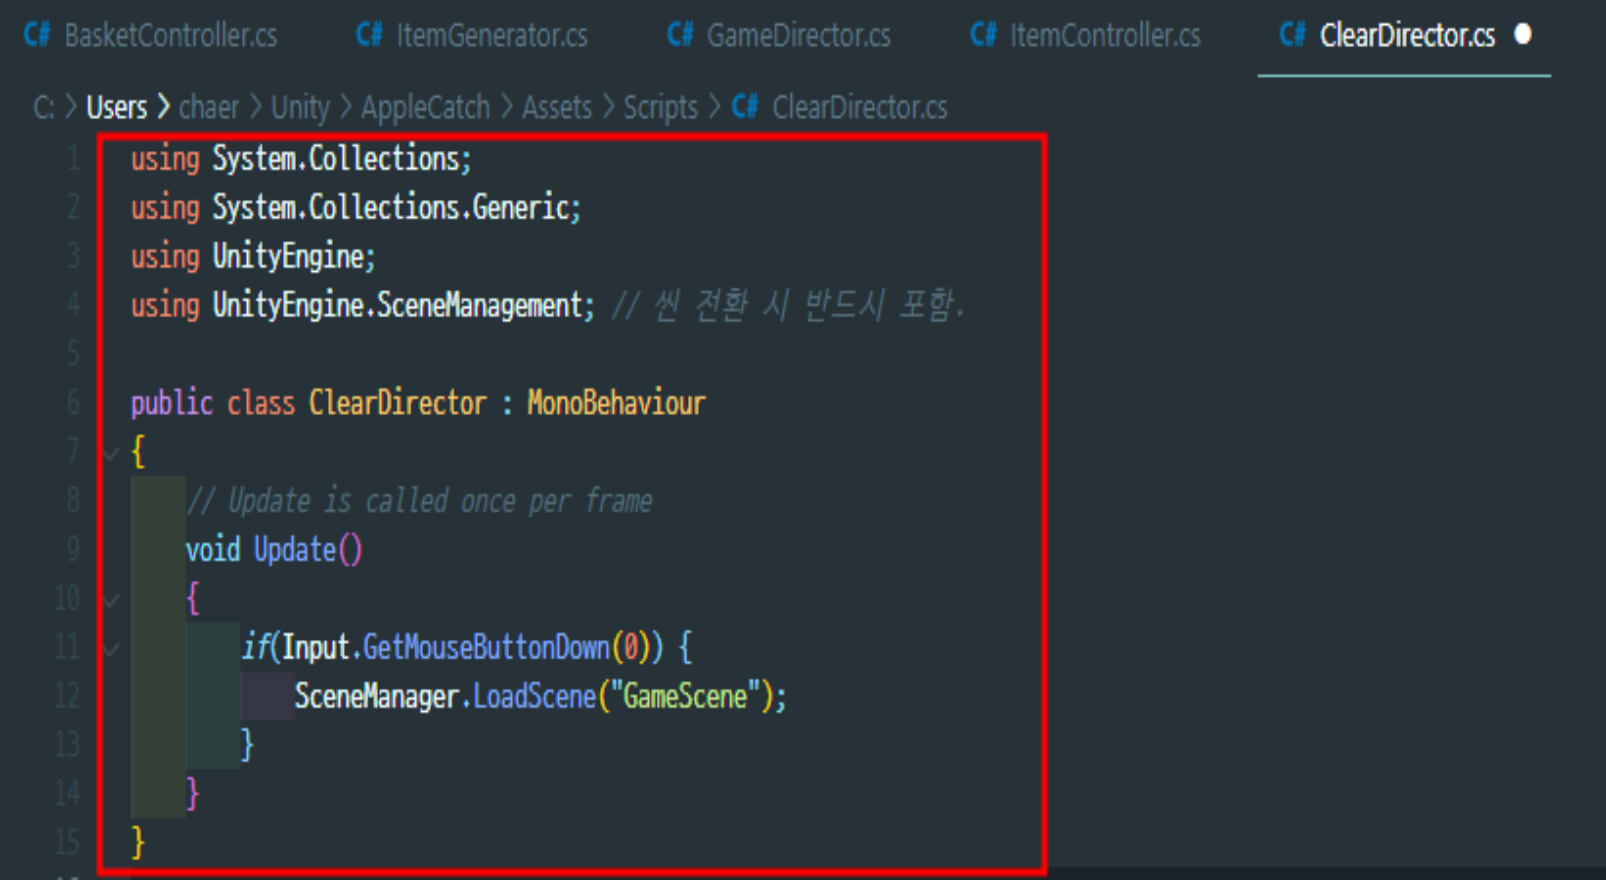 C# BasketController.cs C# ItemGenerator.cs C# GameDirector.cs C# ItemController.cs C# ClearDirector.cs
C: > Users > chaer > Unity > AppleCatch > Assets > Scripts > C# ClearDirector.cs
1 using System.Collections;
2 using System.Collections.Generic;
3 using UnityEngine;
4 using UnityEngine.SceneManagement; // 씬 전환 시 반드시 포함.
5
6 public class ClearDirector : MonoBehaviour
7 {
8 // Update is called once per frame
9 void Update()
10 {
11 if(Input.GetMouseButtonDown(0)) {
12 SceneManager.LoadScene("GameScene");
13 }
14 }
15 }